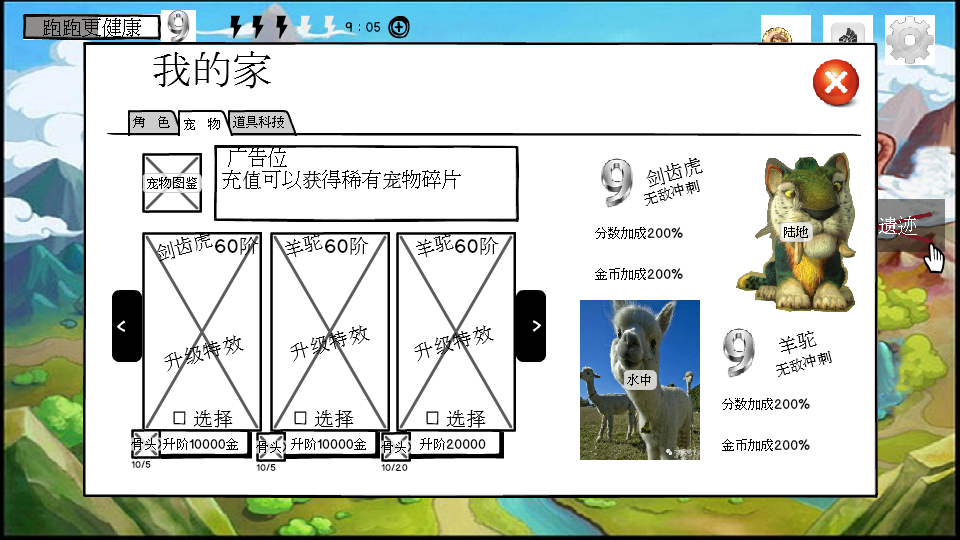 跑跑更健康
9
9：05
我的家
角 色
宠 物
道具科技
宠物图鉴
广告位
充值可以获得稀有宠物碎片
剑齿虎60阶
升级特效
选择
骨头
升阶10000金
10/5
羊驼60阶
升级特效
选择
骨头
升阶10000金
10/5
羊驼60阶
升级特效
选择
骨头
升阶20000
10/20
9
剑齿虎
无敌冲刺
分数加成200%
金币加成200%
陆地
遗迹
水中
9
羊驼
无敌冲刺
分数加成200%
金币加成200%